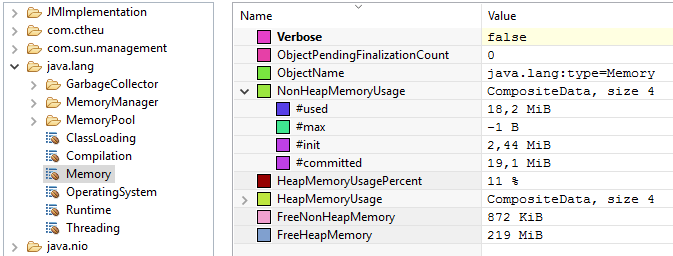 JMImplementation
com.ctheu
com.sun.management
java.lang
GarbageCollector
MemoryManager
MemoryPool
ClassLoading
Compilation
Memory
OperatingSystem
Runtime
Threading
java.nio
Name Value
Verbose false
ObjectPendingFinalizationCount 0
ObjectName java.lang:type=Memory
NonHeapMemoryUsage CompositeData, size 4
#used 18,2 MiB
#max -1 B
#init 2,44 MiB
#committed 19,1 MiB
HeapMemoryUsagePercent 11 %
HeapMemoryUsage CompositeData, size 4
FreeNonHeapMemory 872 KiB
FreeHeapMemory 219 MiB